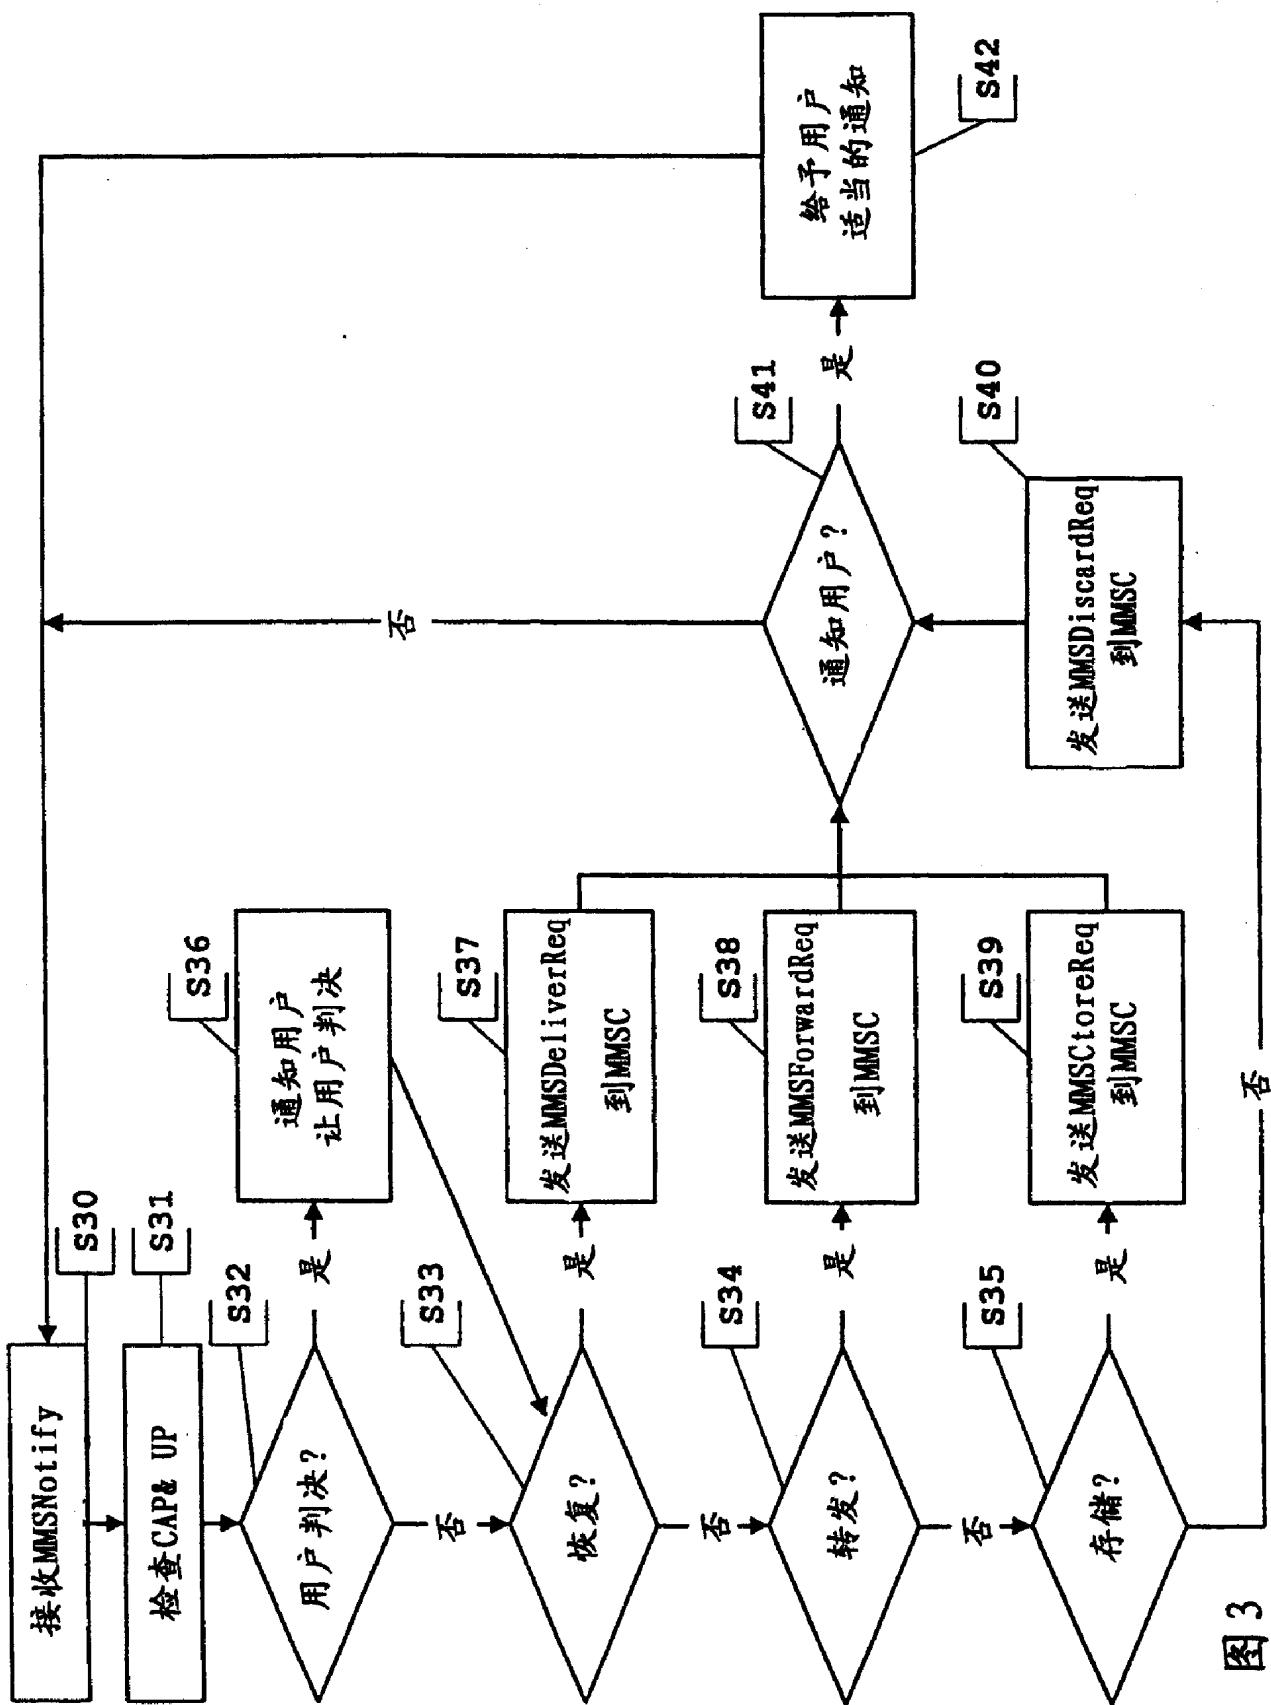 接收MMSNotify
S30
检查CAP& UP
S31
用户判决?
S32
是
通知用户
让用户判决
S36
否
恢复?
S33
是
发送MMSDeliverReq
到MMSC
S37
否
转发?
S34
是
发送MMSForwardReq
到MMSC
S38
否
存储?
S35
是
发送MMSCtoreReq
到MMSC
S39
否
发送MMSDiscardReq
到MMSC
S40
通知用户?
S41
否
是
给予用户
适当的通知
S42
图3